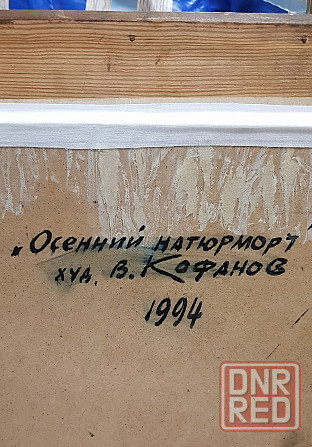 „Осенний натюрморт"
худ. В. Кофанов
1994
DNR
RED